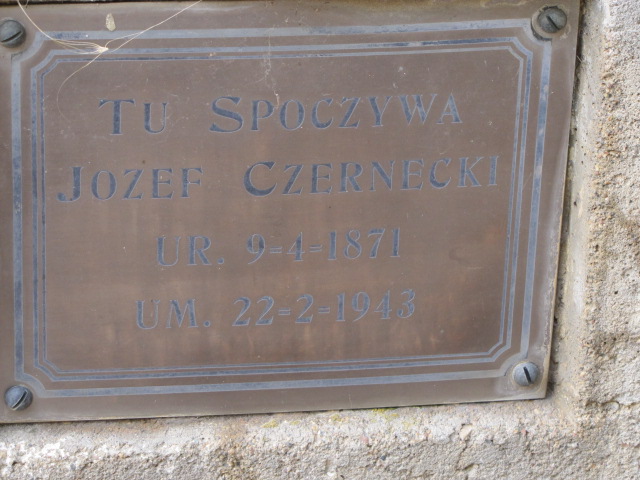 TU SPOCZYWA
JOZEF CZERNECKI
UR. 9-4-1871
UM. 22-2-1943